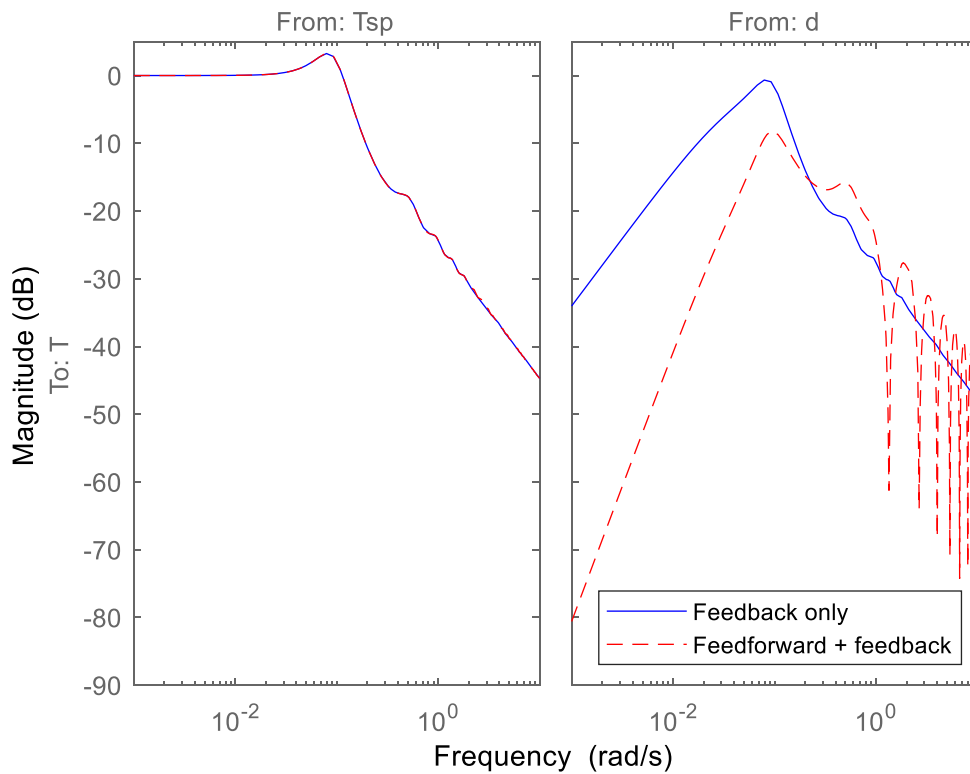 From: Tsp
From: d
Magnitude (dB)
To: T
0
-10
-20
-30
-40
-50
-60
-70
-80
-90
10^-2
10^0
10^-2
10^0
Feedback only
Feedforward + feedback
Frequency (rad/s)